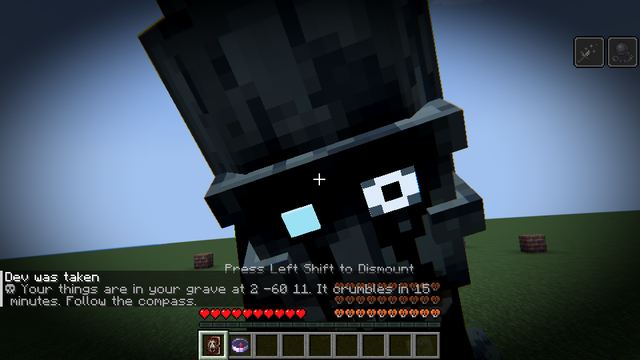 Press Left Shift to Dismount
Dev was taken
☠ Your things are in your grave at 2 -60 11. It crumbles in 15
minutes. Follow the compass.